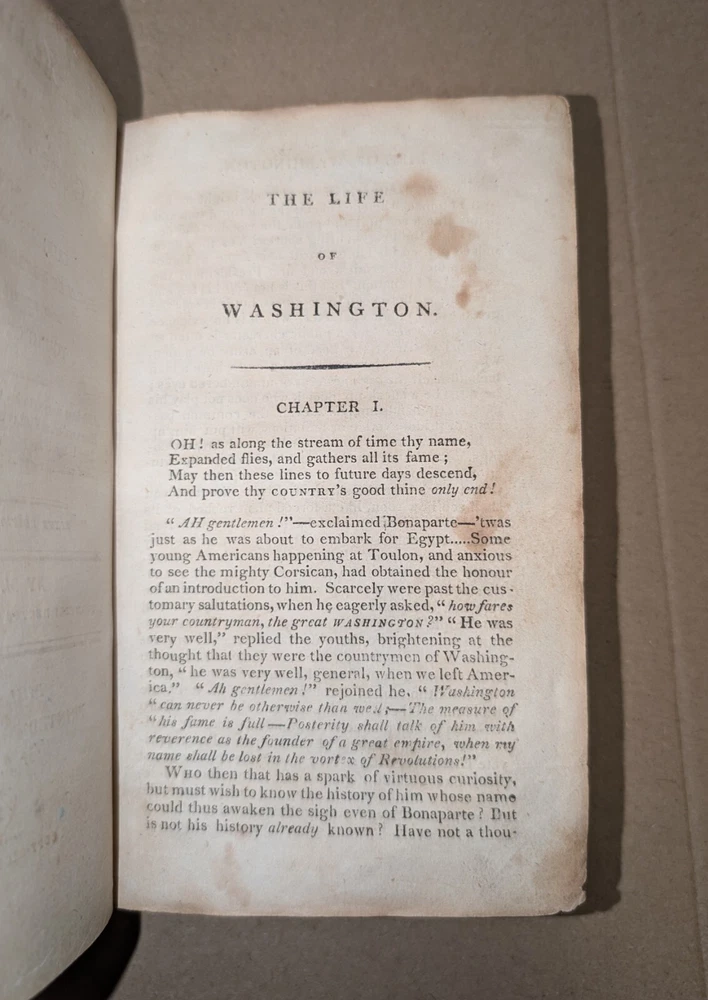 THE LIFE
OF
WASHINGTON.
CHAPTER I.
OH! as along the stream of time thy name,
Expanded flies, and gathers all its fame;
May then these lines to future days descend,
And prove thy COUNTRY'S good thine only end!
"AH gentlemen!"—exclaimed Bonaparte—'twas
just as he was about to embark for Egypt.....Some
young Americans happening at Toulon, and anxious
to see the mighty Corsican, had obtained the honour
of an introduction to him. Scarcely were past the cus-
tomary salutations, when he eagerly asked, "how fares
your countryman, the great WASHINGTON?" "He was
very well," replied the youths, brightening at the
thought that they were the countrymen of Washing-
ton, "he was very well, general, when we left Amer-
ica." "Ah gentlemen!" rejoined he, "Washington
"can never be otherwise than well;—The measure of
"his fame is full—Posterity shall talk of him with
reverence as the founder of a great empire, when my
name shall be lost in the vortex of Revolutions!"
WHO then that has a spark of virtuous curiosity,
but must wish to know the history of him whose name
could thus awaken the sigh even of Bonaparte? But
is not his history already known? Have not a thou-